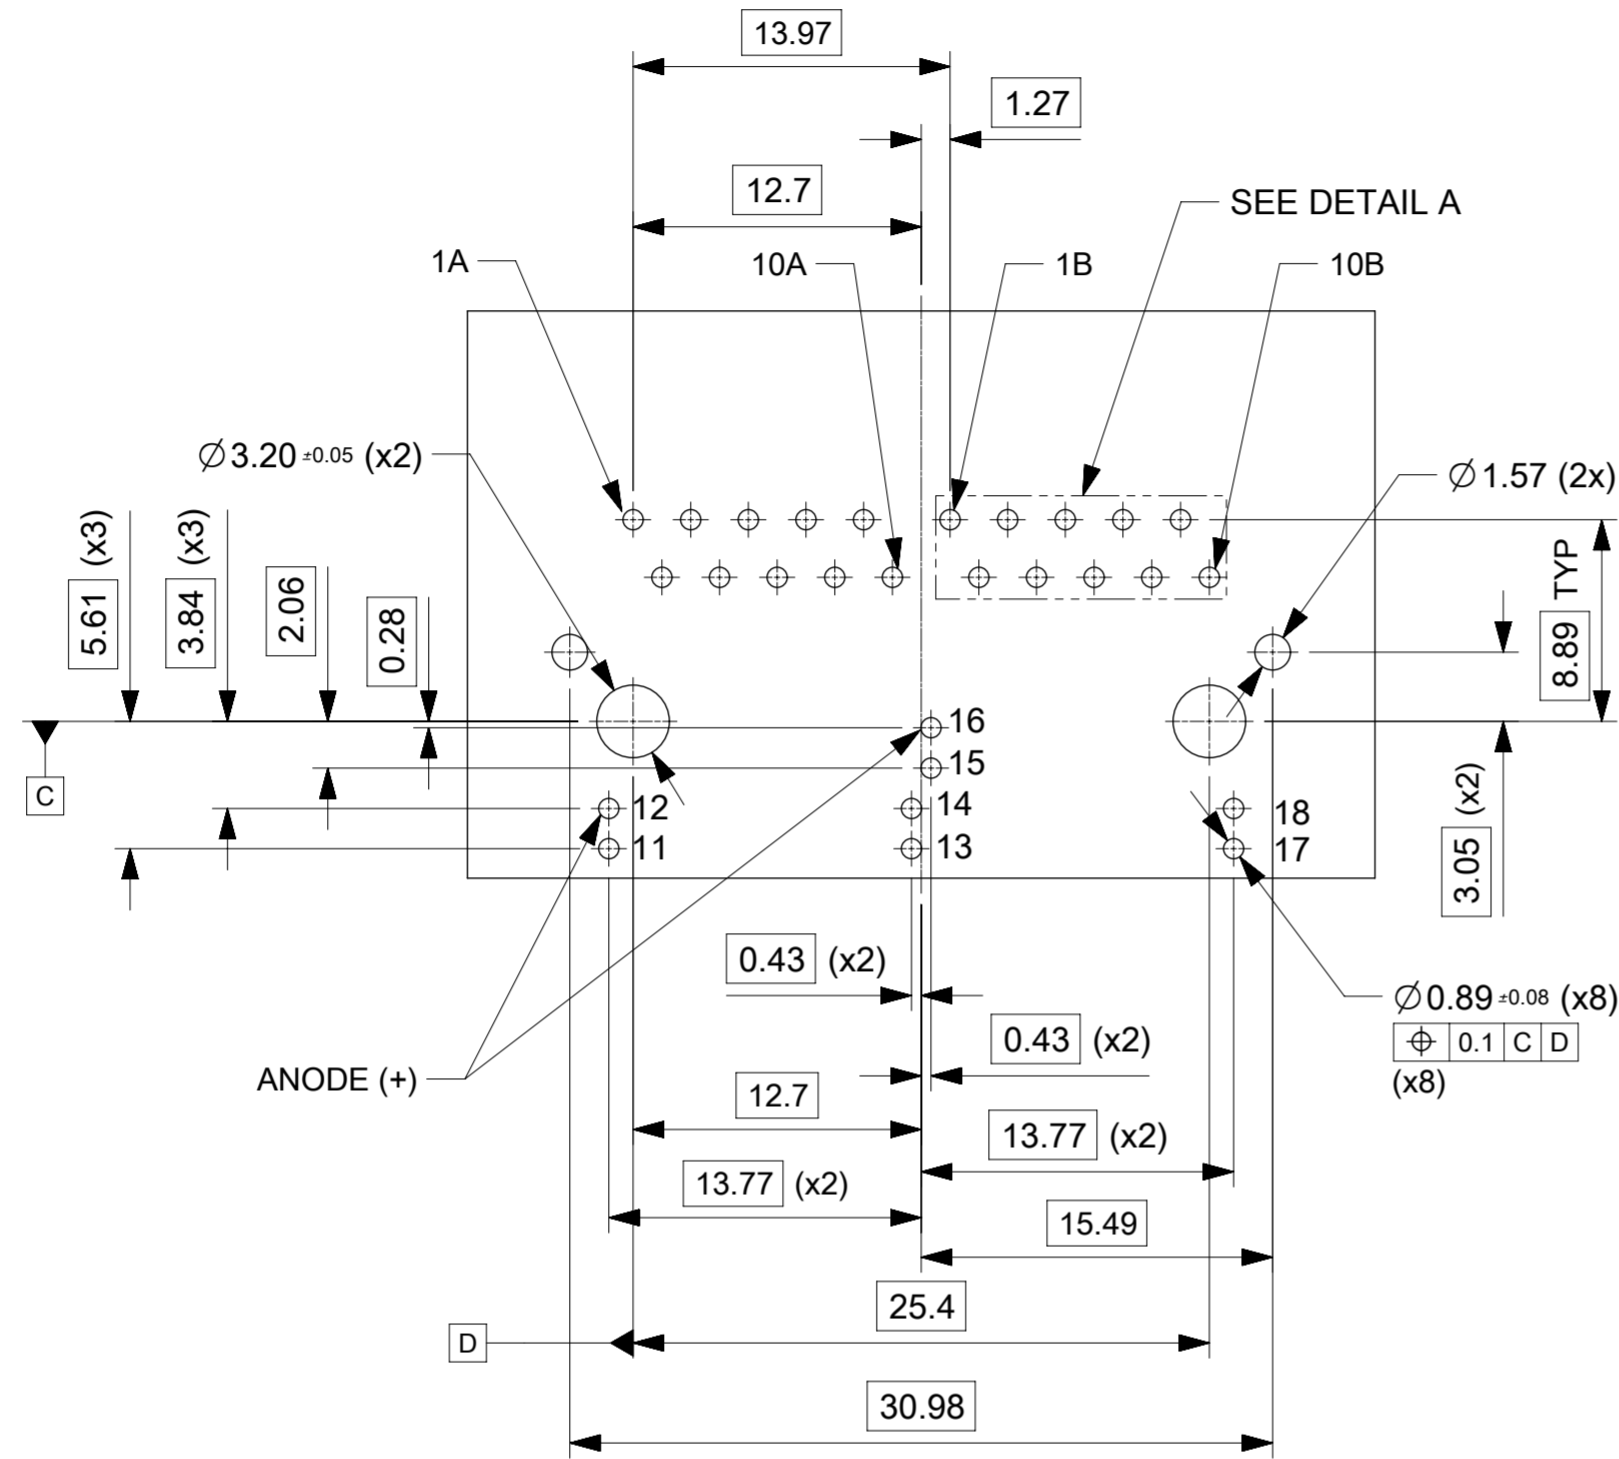 13.97
1.27
12.7
SEE DETAIL A
1A
10A
1B
10B
∅3.20 ±0.05 (x2)
∅1.57 (2x)
5.61 (x3)
3.84 (x3)
2.06
0.28
8.89 TYP
3.05 (x2)
C
16
15
12
14
18
11
13
17
0.43 (x2)
∅0.89 ±0.08 (x8)
⌖ 0.1 C D
(x8)
0.43 (x2)
ANODE (+)
12.7
13.77 (x2)
13.77 (x2)
15.49
25.4
D
30.98